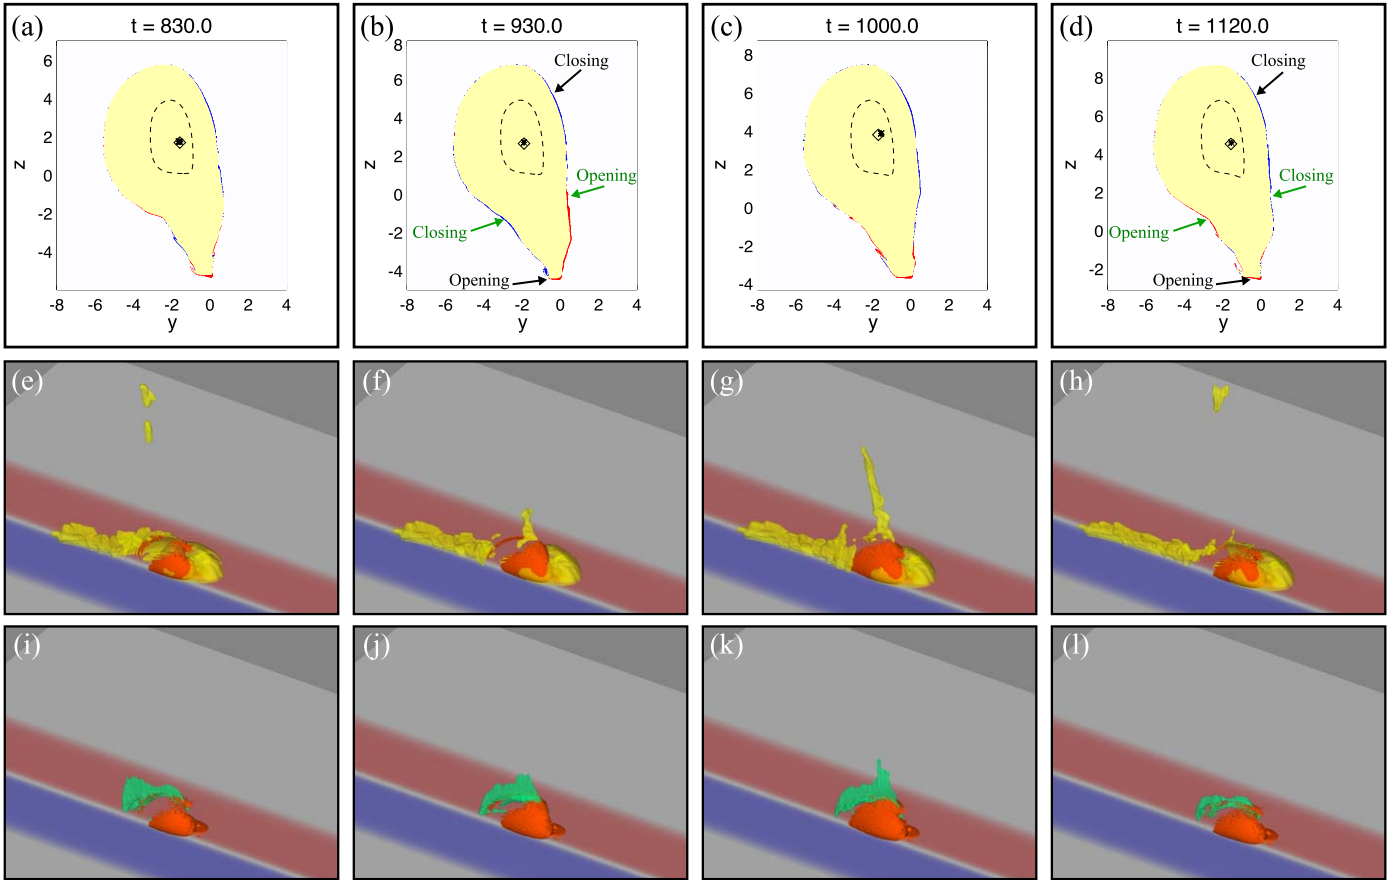 (a)
t = 830.0
6
4
2
0
-2
-4
z
-8 -6 -4 -2 0 2 4
y
(b)
t = 930.0
8
6
4
2
0
-2
-4
z
Closing
Opening
Closing
Opening
-8 -6 -4 -2 0 2 4
y
(c)
t = 1000.0
8
6
4
2
0
-2
-4
z
-8 -6 -4 -2 0 2 4
y
(d)
t = 1120.0
8
6
4
2
0
-2
z
Closing
Closing
Opening
Opening
-8 -6 -4 -2 0 2 4
y
(e)
(f)
(g)
(h)
(i)
(j)
(k)
(l)